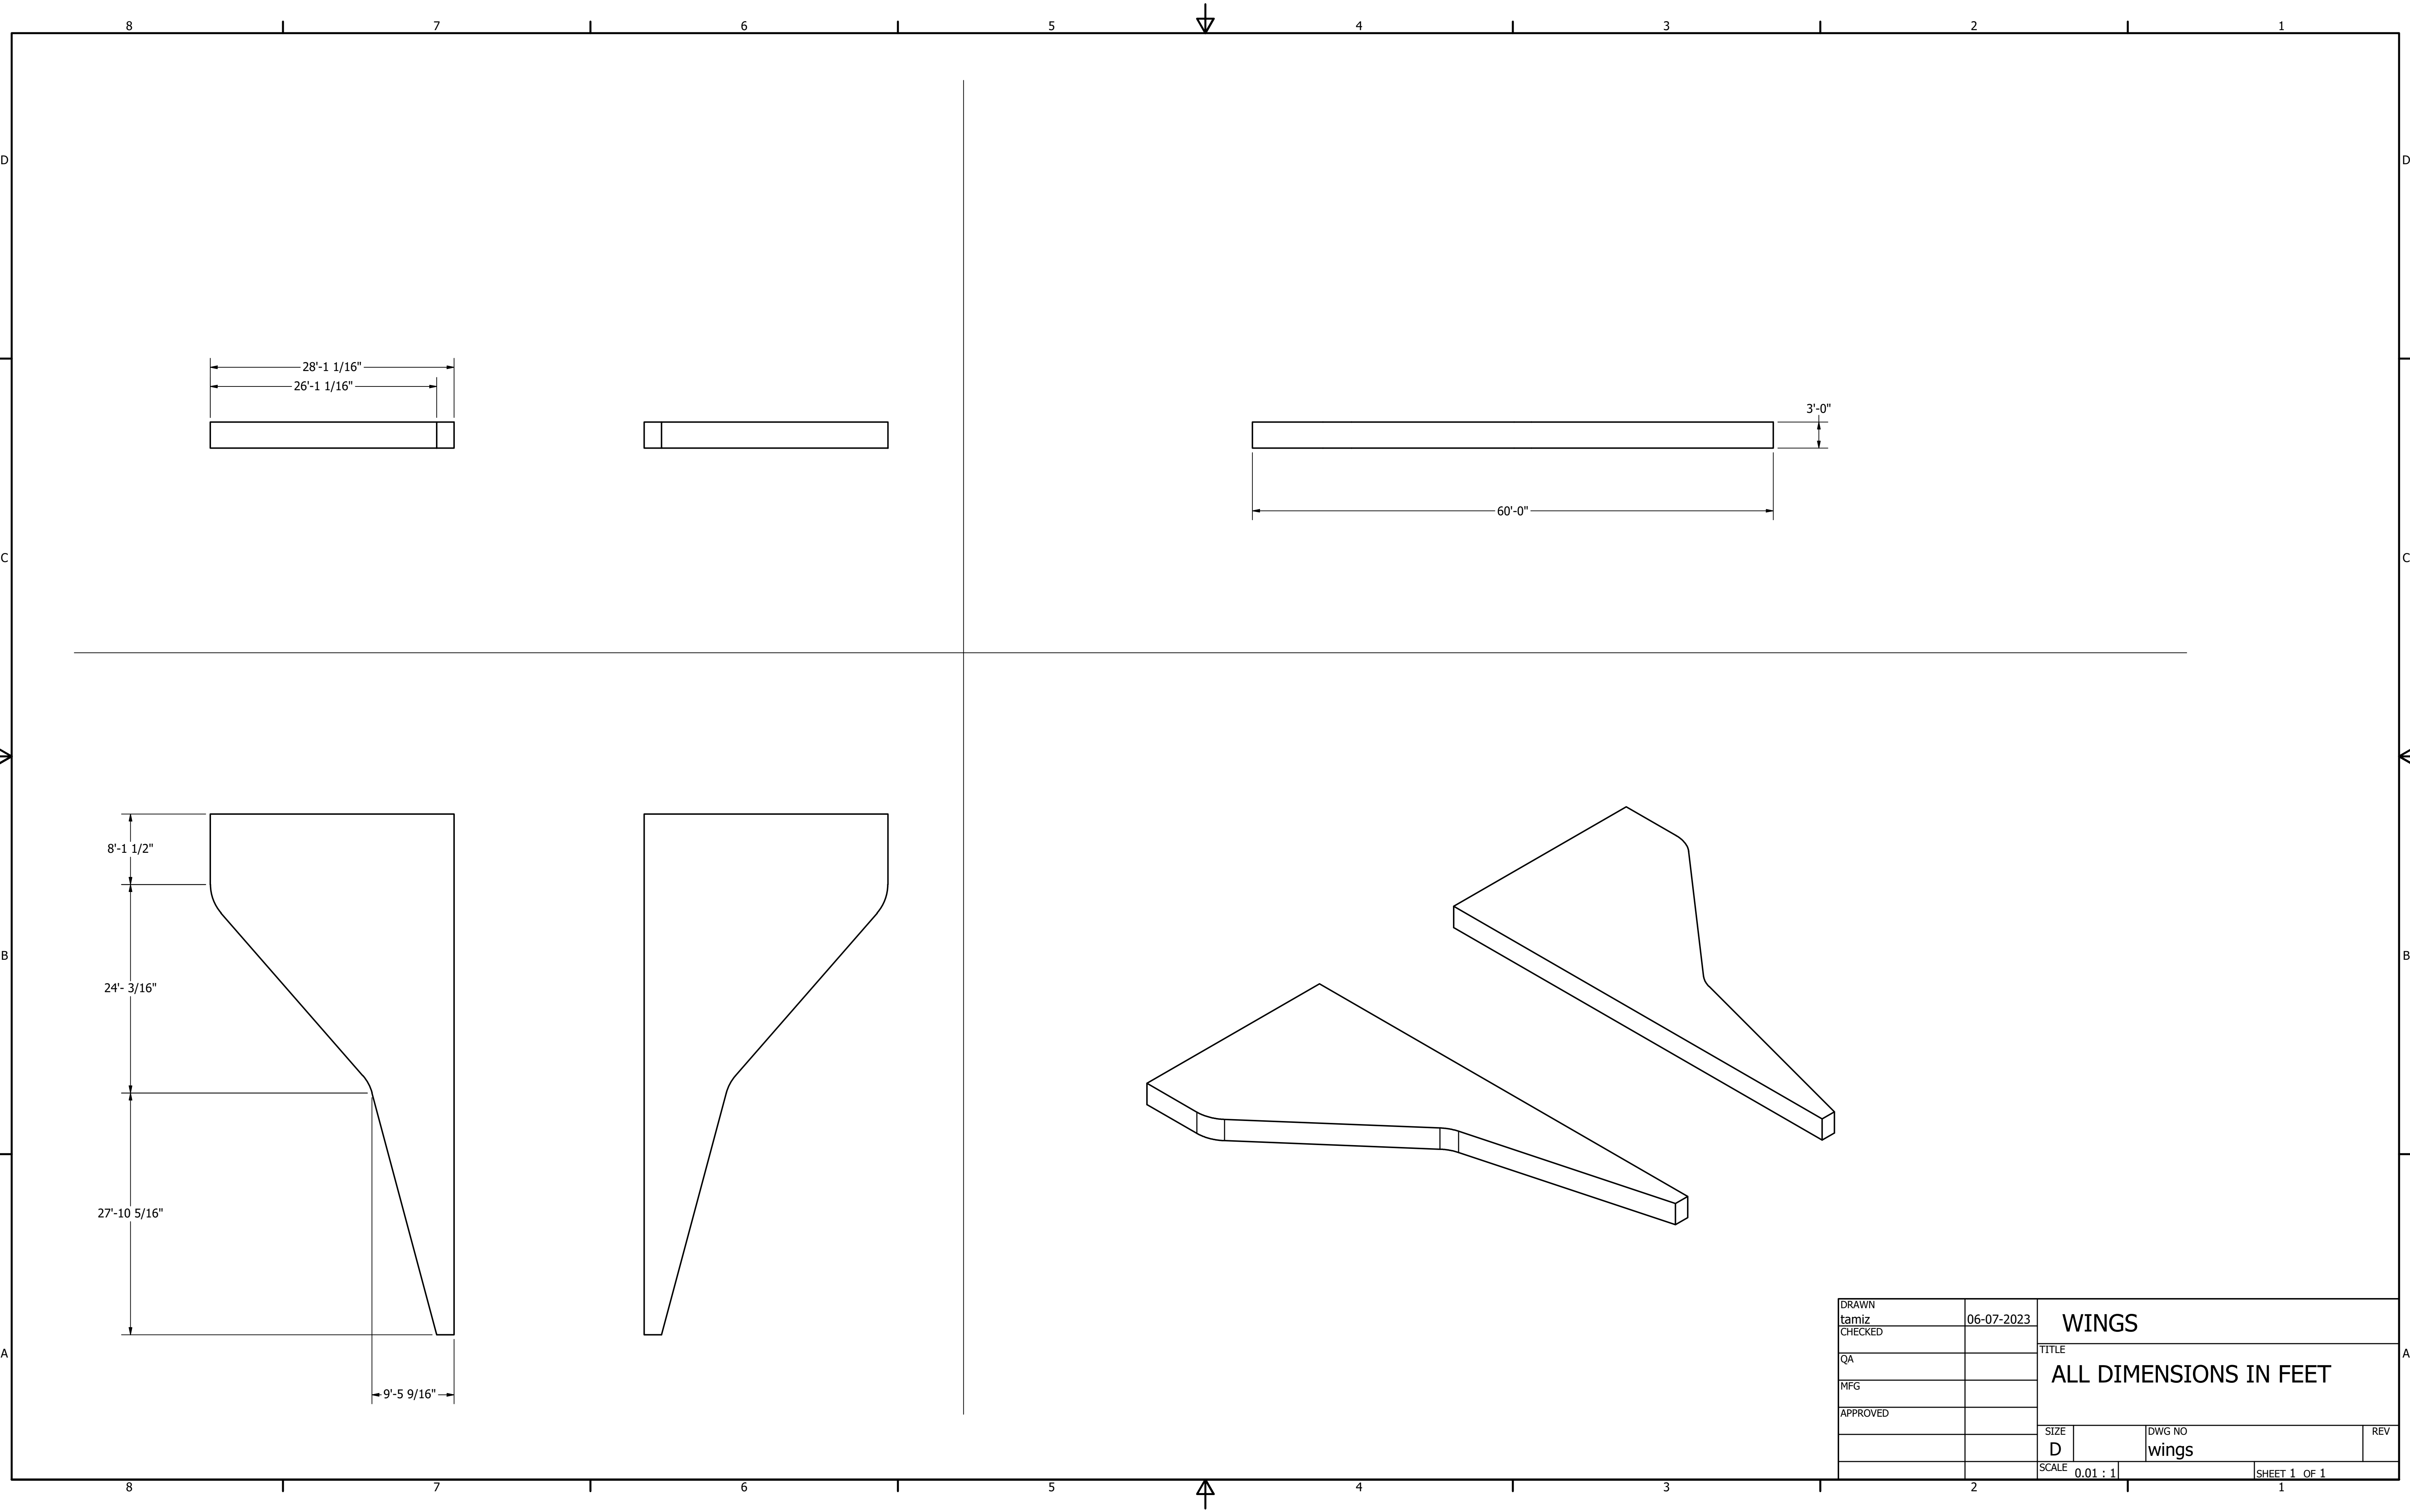 8 7 6 5 4 3 2 1
D D
28'-1 1/16"
26'-1 1/16"
3'-0"
60'-0"
C C
8'-1 1/2"
24'- 3/16"
27'-10 5/16"
9'-5 9/16"
B B
A A
DRAWN
tamiz 06-07-2023
CHECKED
QA
MFG
APPROVED
WINGS
TITLE
ALL DIMENSIONS IN FEET
SIZE
D
DWG NO
wings
REV
SCALE 0.01 : 1
SHEET 1 OF 1
8 7 6 5 4 3 2 1